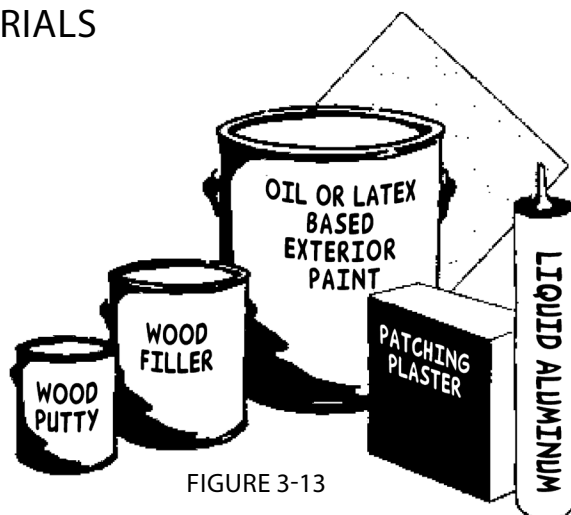 RIALS
OIL OR LATEX
BASED
EXTERIOR
PAINT
WOOD
FILLER
WOOD
PUTTY
PATCHING
PLASTER
LIQUID ALUMINUM
FIGURE 3-13